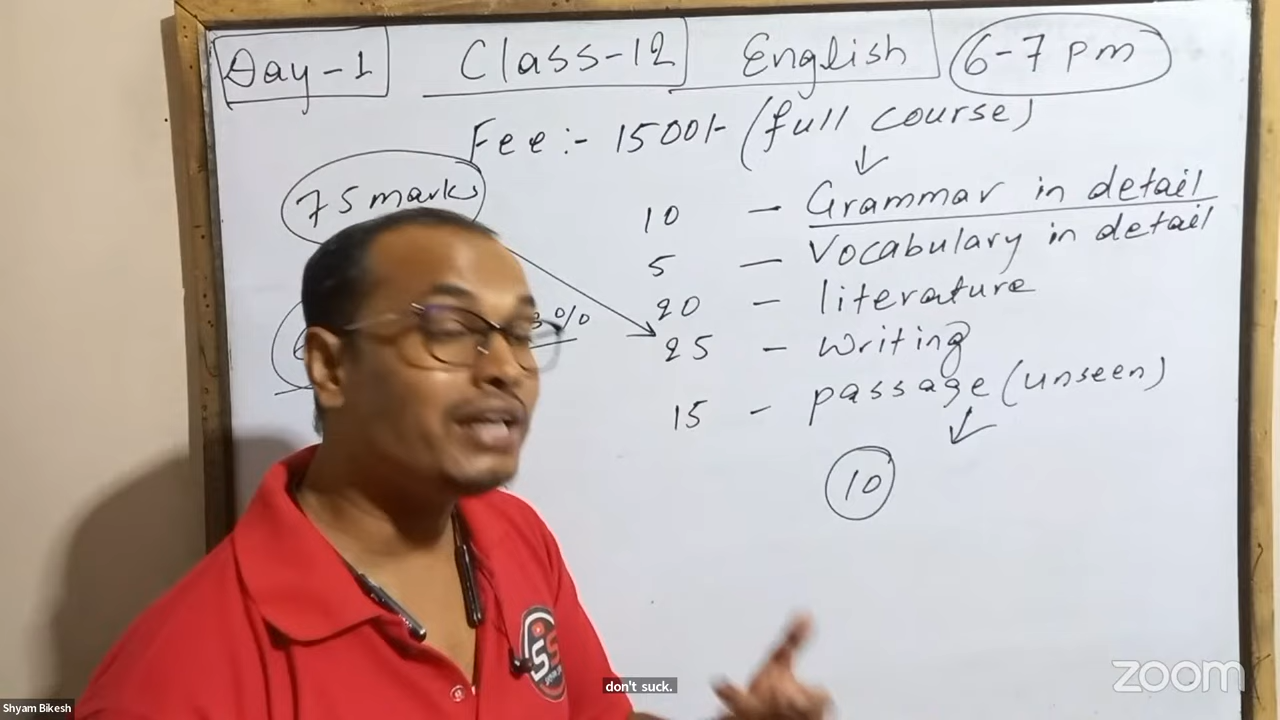 Day-1 Class-12 English 6-7 pm
Fee:- 1500/- (full course)
75 marks
10 - Grammar in detail
5 - Vocabulary in detail
20 - literature
25 - writing
15 - passage (unseen)
10
%
SS
don't suck.
Shyam Bikesh
zoom